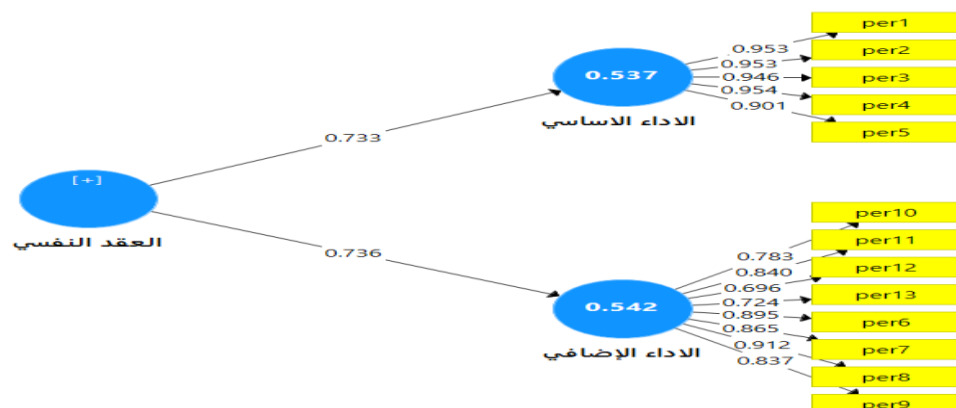 per1
0.953
per2
0.953
0.537
0.946
per3
0.954
per4
0.901
الاداء الاساسي
per5
0.733
[+]
العقد النفسي
per10
0.736
0.783
per11
0.840
per12
0.696
0.724
per13
0.542
0.895
per6
0.865
0.912
per7
الاداء الإضافي
0.837
per8
per9